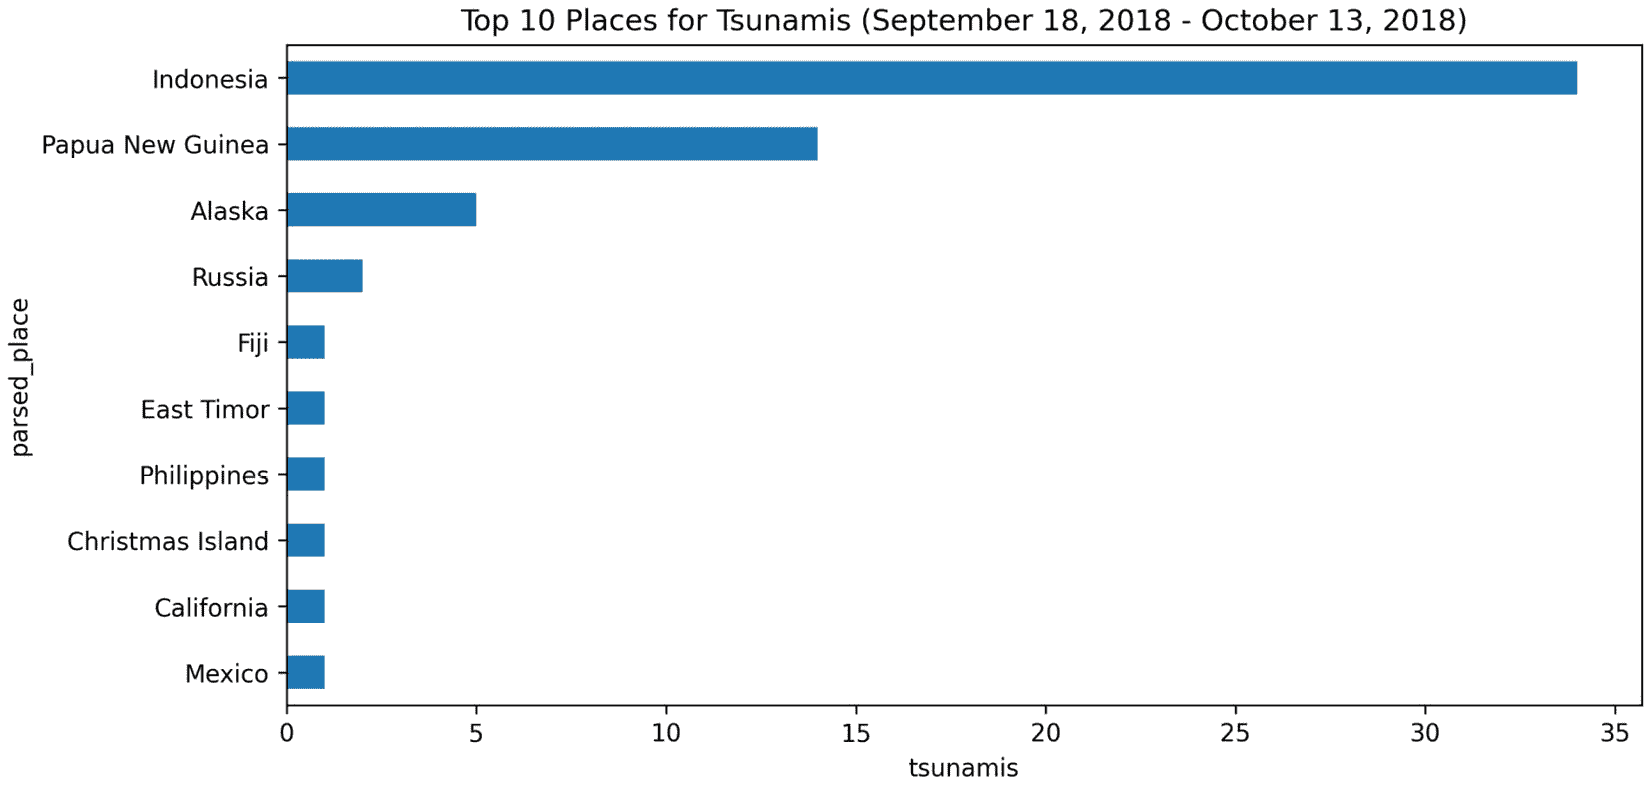 Top 10 Places for Tsunamis (September 18, 2018 - October 13, 2018)
Indonesia
Papua New Guinea
Alaska
Russia
Fiji
East Timor
Philippines
Christmas Island
California
Mexico
parsed_place
0 5 10 15 20 25 30 35
tsunamis